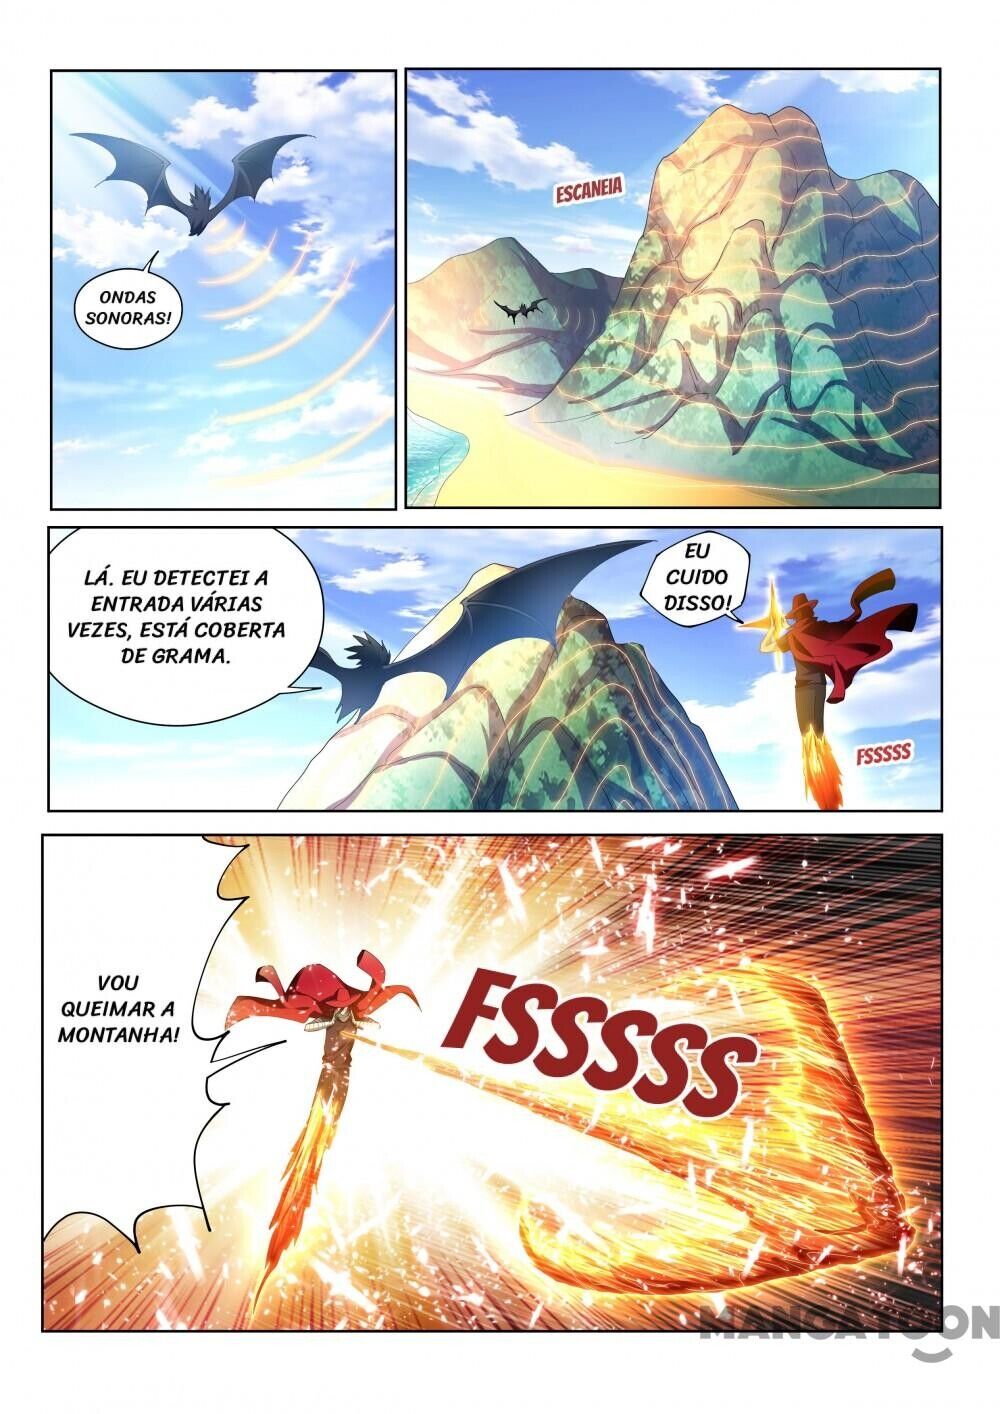 ONDAS
SONORAS!
ESCANEIA
LÁ. EU DETECTEI A
ENTRADA VÁRIAS
VEZES, ESTÁ COBERTA
DE GRAMA.
EU
CUIDO
DISSO!
FSSSSS
VOU
QUEIMAR A
MONTANHA!
FSSSSS
MANGATOON